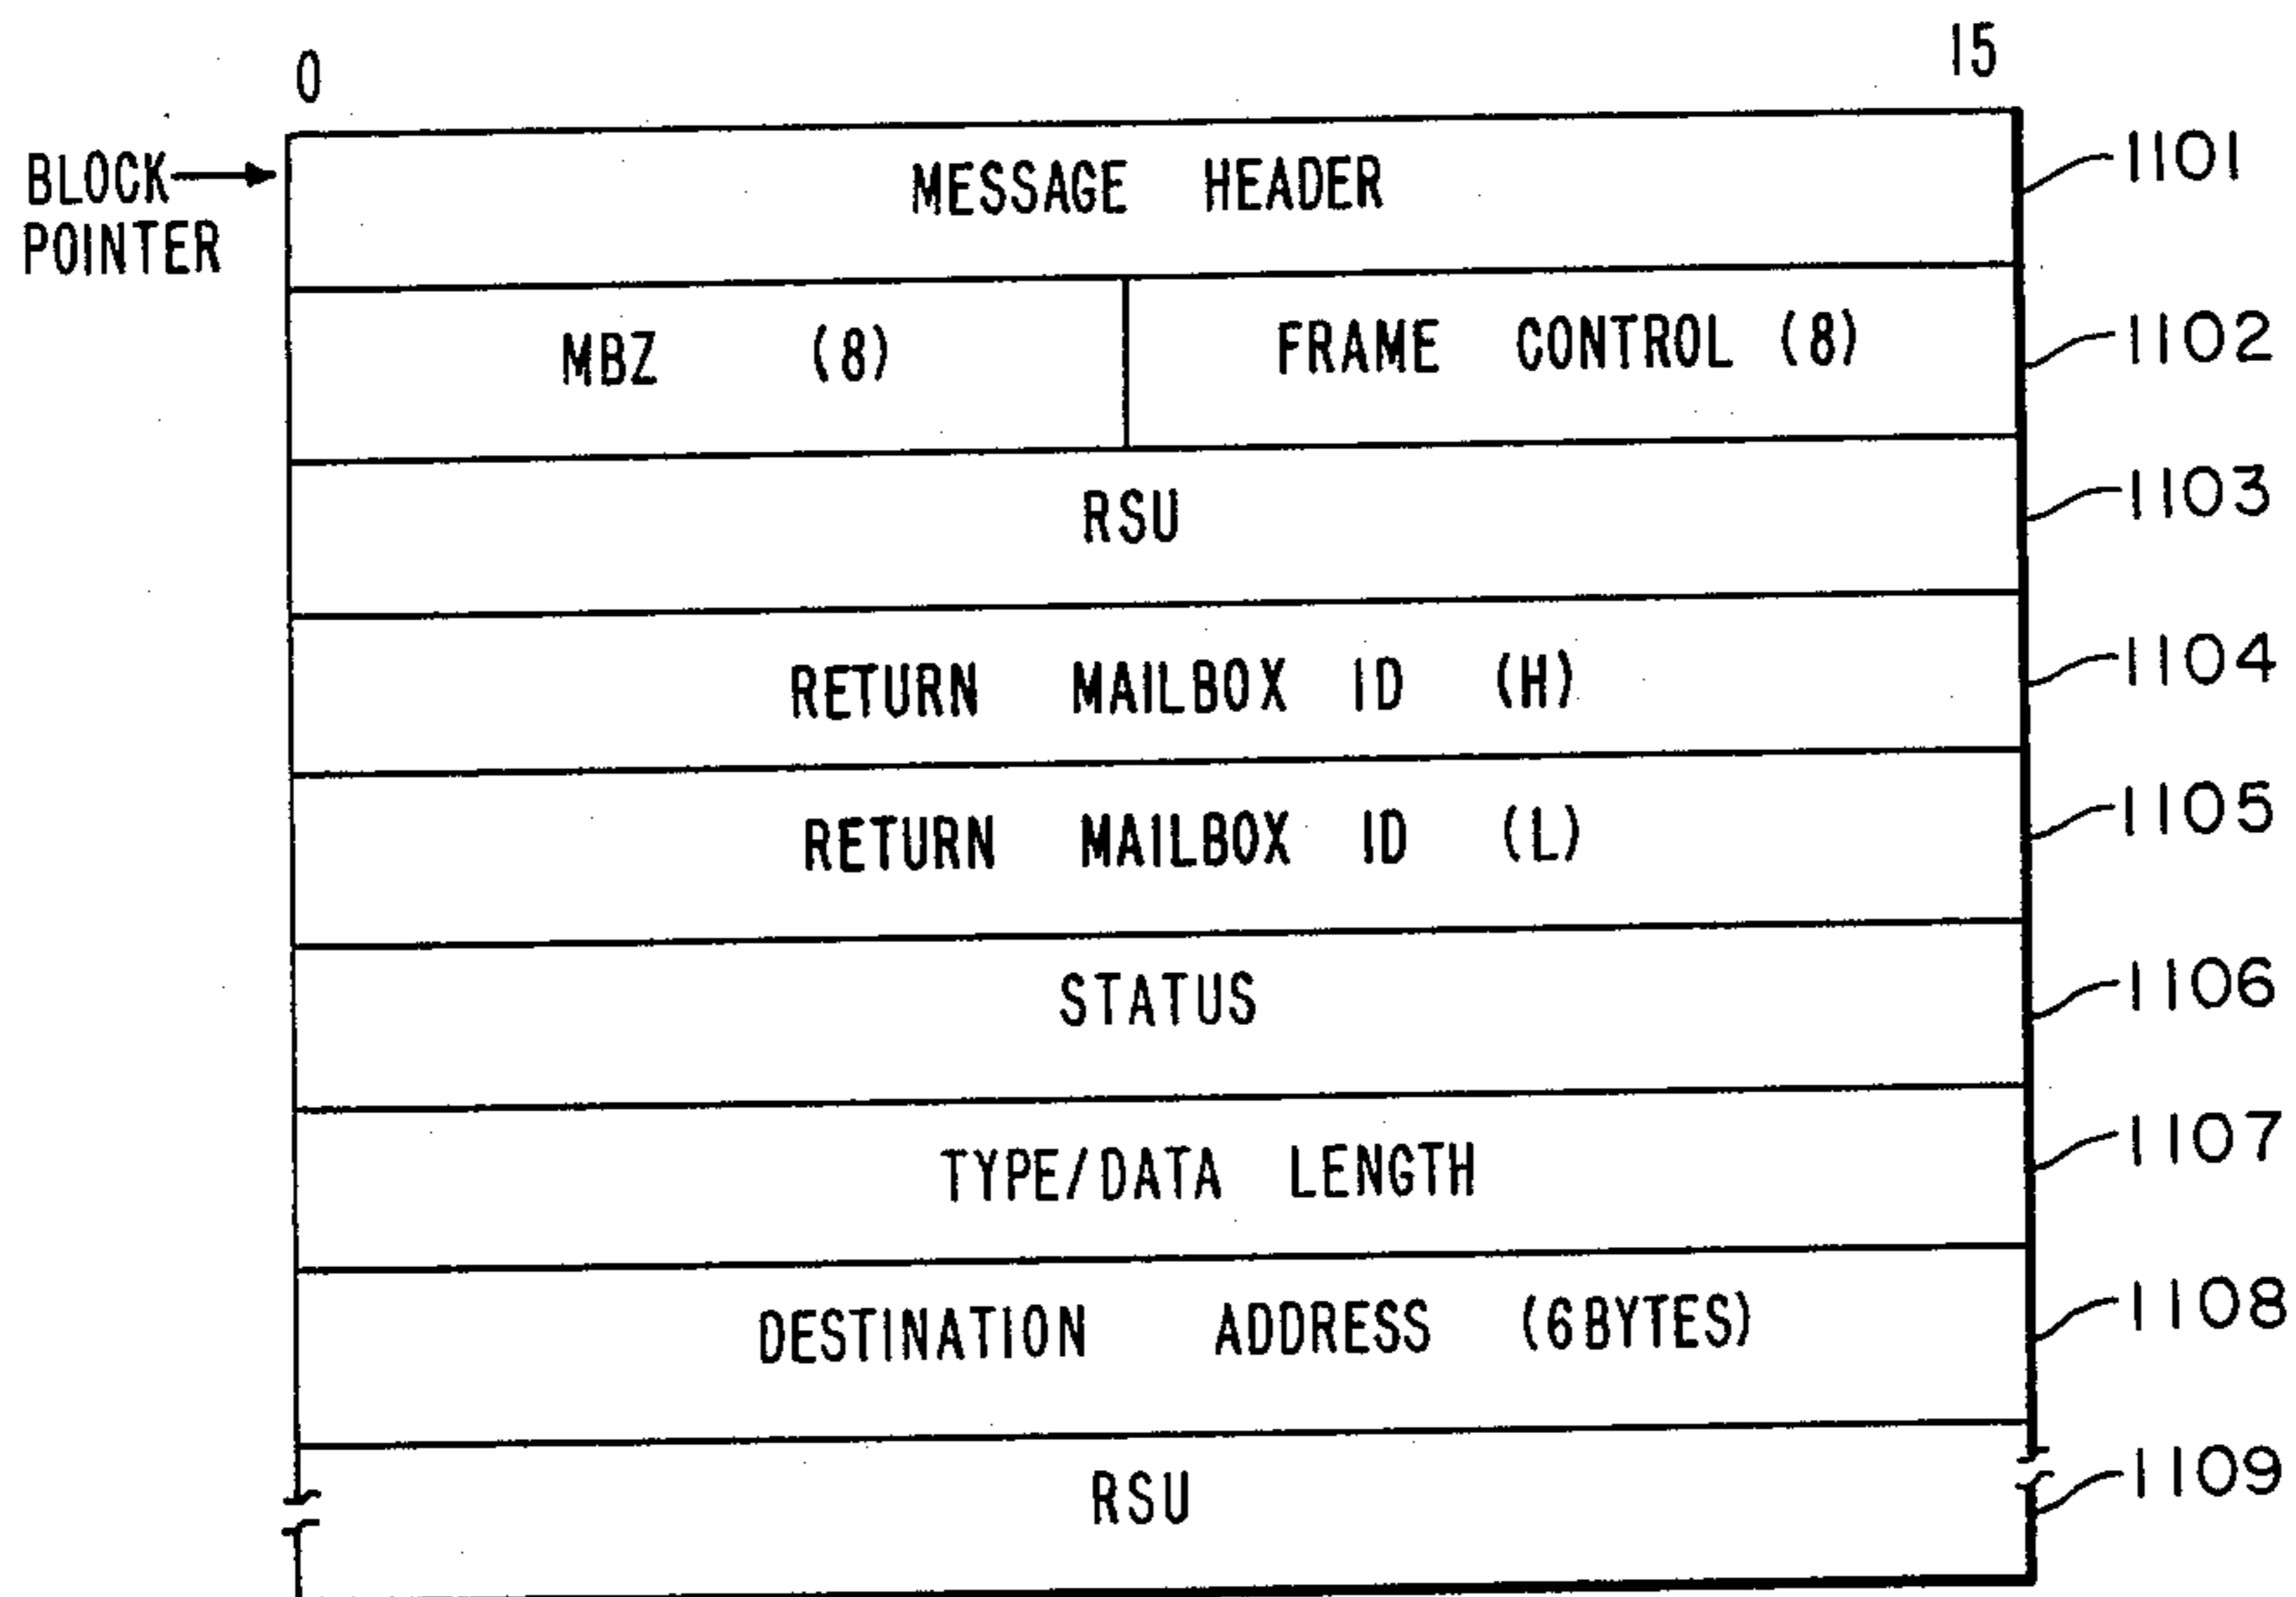 0 15
BLOCK
POINTER
MESSAGE HEADER 1101
MBZ (8) FRAME CONTROL (8) 1102
RSU 1103
RETURN MAILBOX ID (H) 1104
RETURN MAILBOX ID (L) 1105
STATUS 1106
TYPE/DATA LENGTH 1107
DESTINATION ADDRESS (6BYTES) 1108
RSU 1109